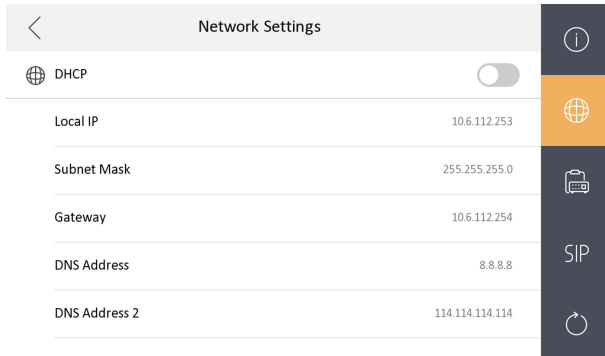 Network Settings
DHCP
Local IP 10.6.112.253
Subnet Mask 255.255.255.0
Gateway 10.6.112.254
DNS Address 8.8.8.8
DNS Address 2 114.114.114.114
SIP